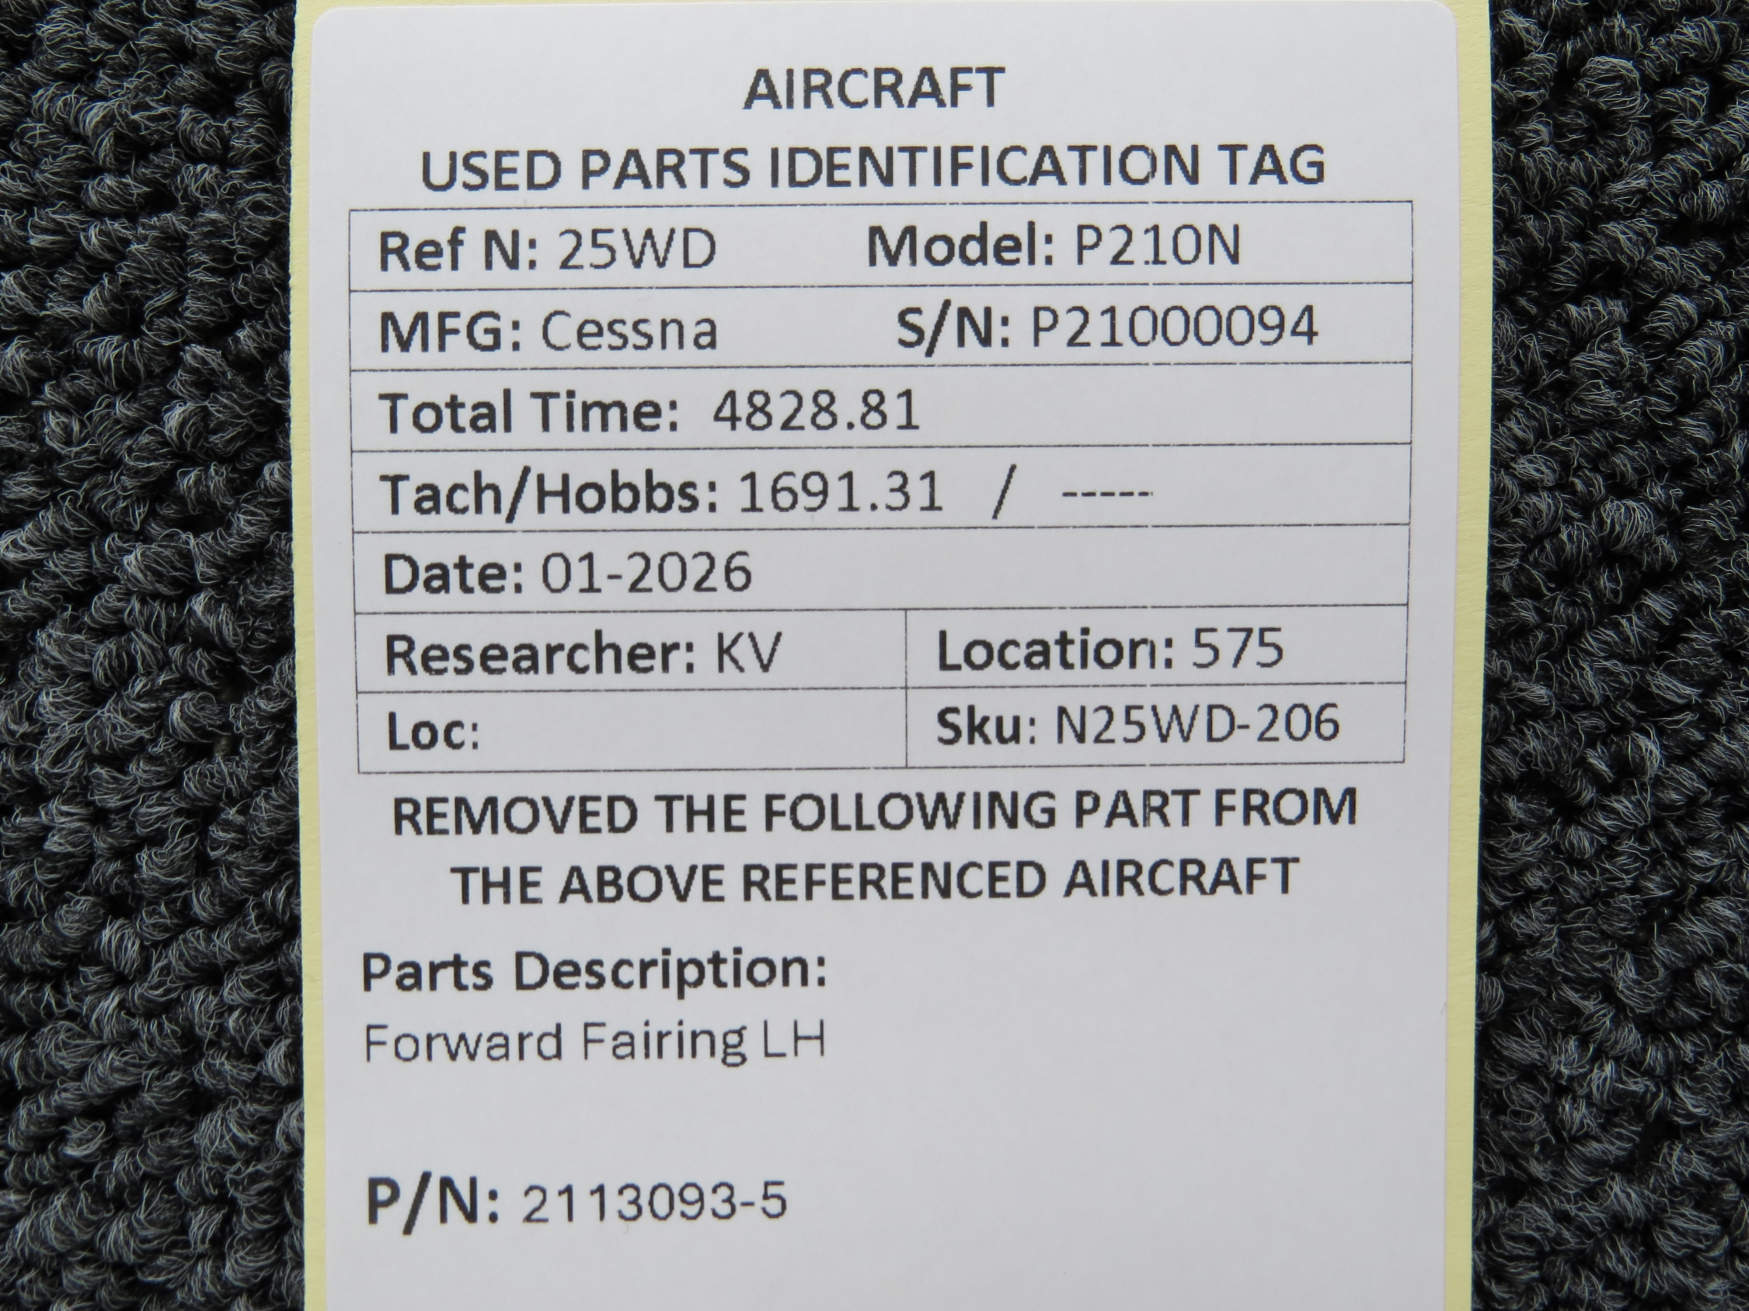 AIRCRAFT
USED PARTS IDENTIFICATION TAG
Ref N: 25WD Model: P210N
MFG: Cessna S/N: P21000094
Total Time: 4828.81
Tach/Hobbs: 1691.31 / -----
Date: 01-2026
Researcher: KV Location: 575
Loc: Sku: N25WD-206
REMOVED THE FOLLOWING PART FROM
THE ABOVE REFERENCED AIRCRAFT
Parts Description:
Forward Fairing LH
P/N: 2113093-5